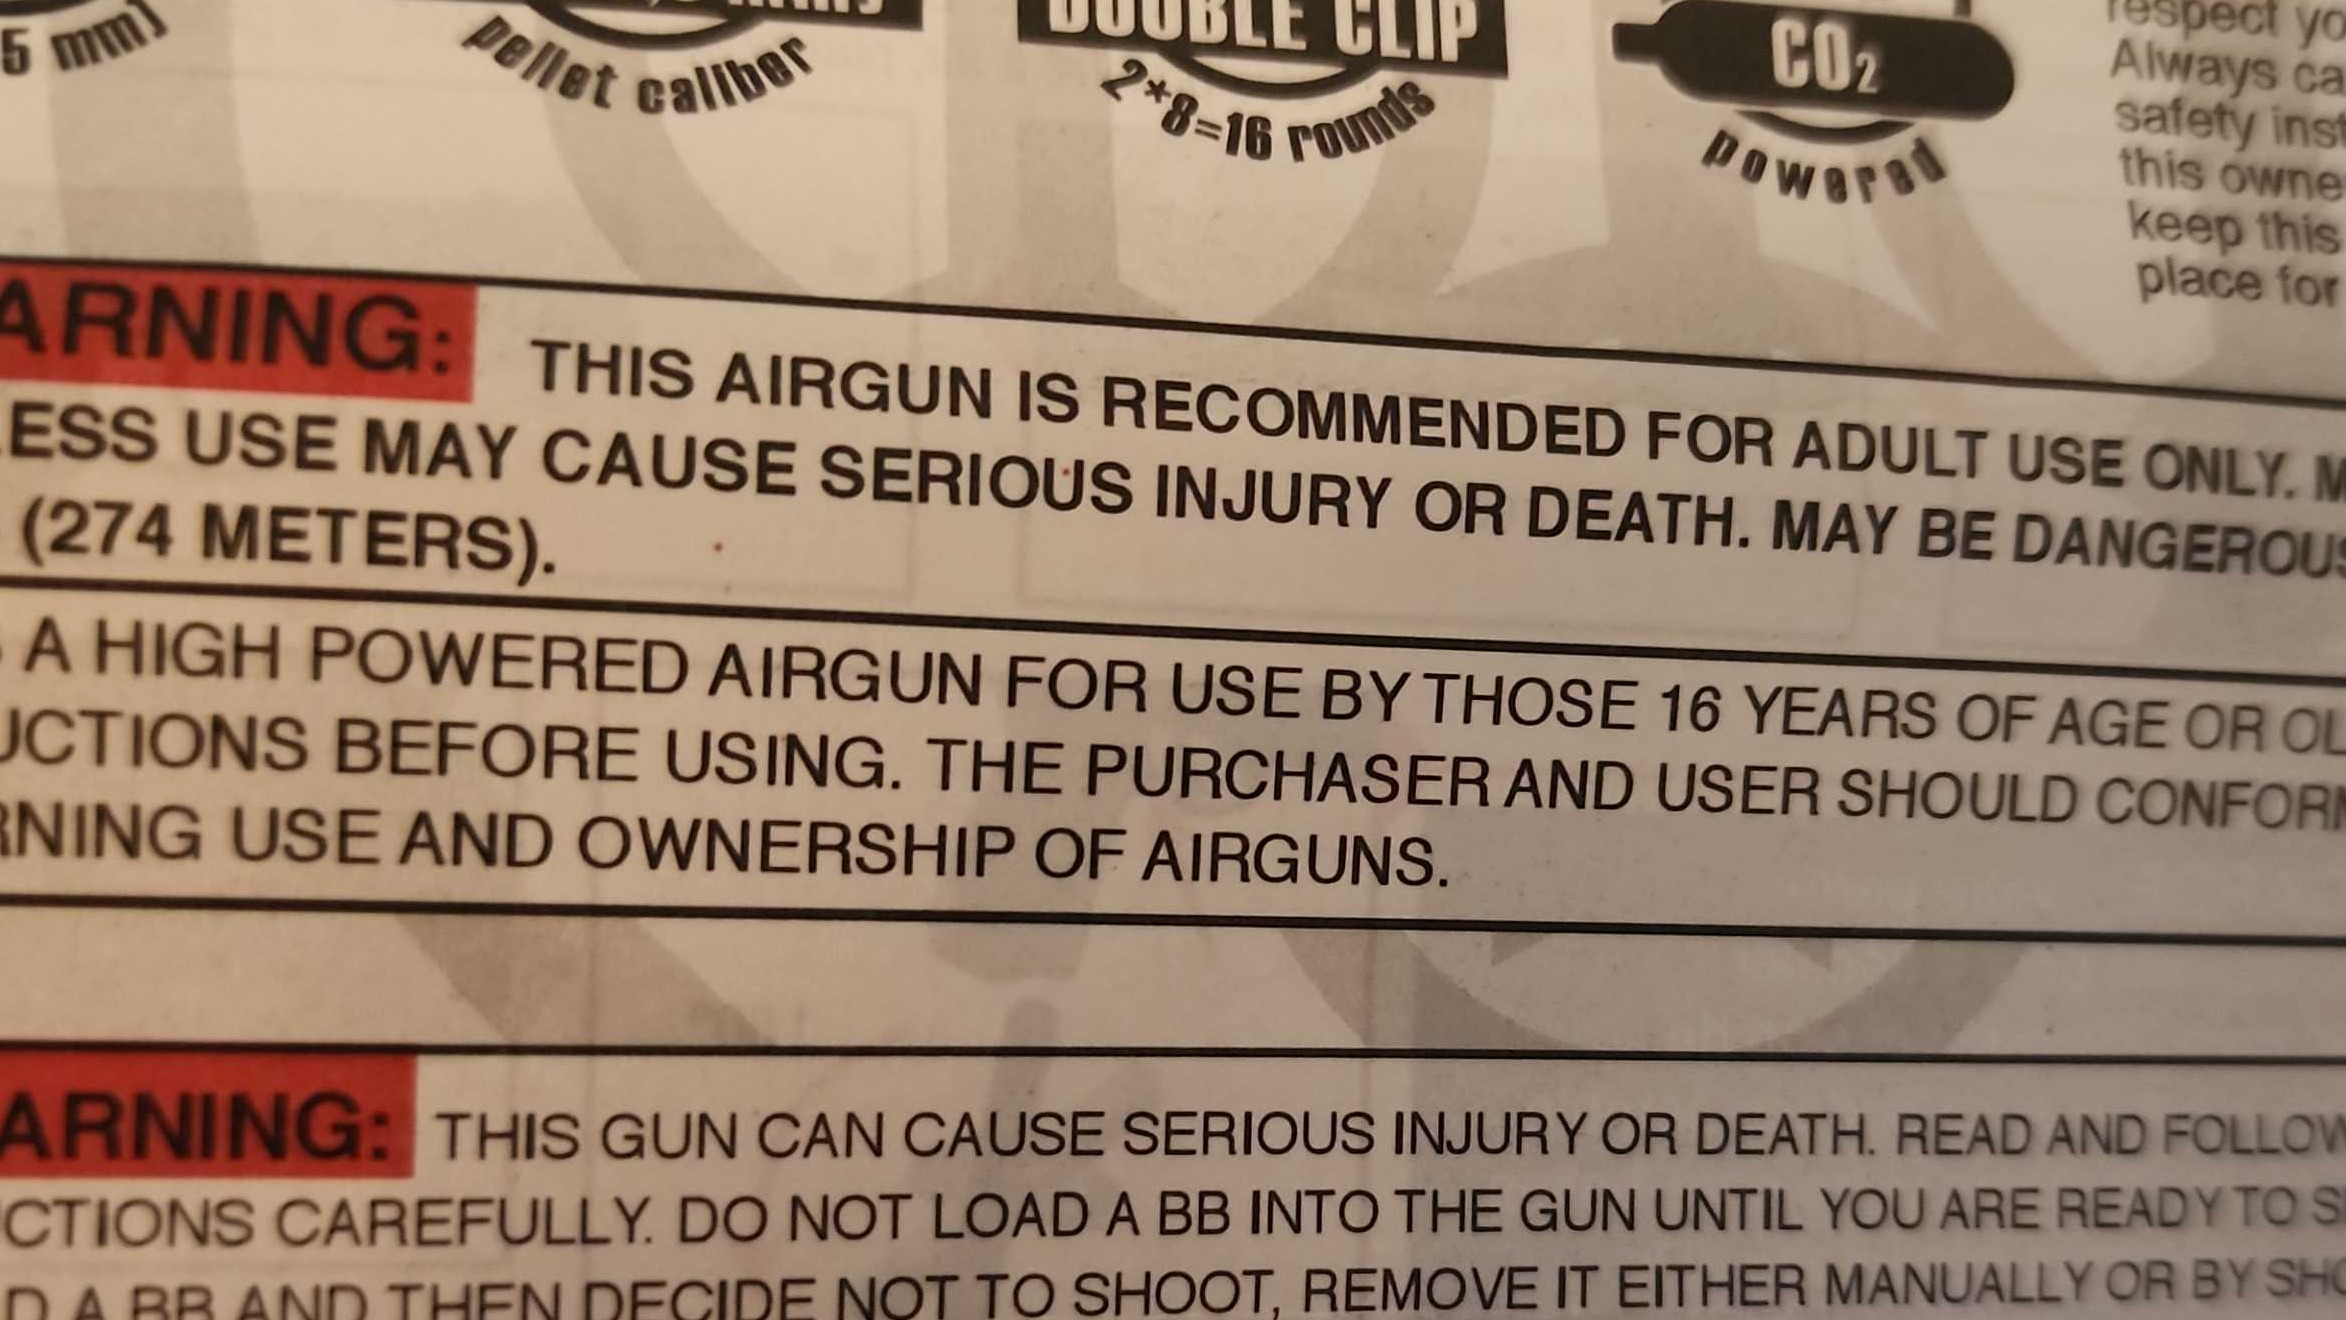 5 mm)
pellet caliber
DOUBLE CLIP
2*8=16 rounds
CO2
powered
respect yo
Always ca
safety inst
this owne
keep this
place for
ARNING: THIS AIRGUN IS RECOMMENDED FOR ADULT USE ONLY. M
ESS USE MAY CAUSE SERIOUS INJURY OR DEATH. MAY BE DANGEROUS
(274 METERS).
A HIGH POWERED AIRGUN FOR USE BY THOSE 16 YEARS OF AGE OR OL
UCTIONS BEFORE USING. THE PURCHASER AND USER SHOULD CONFORM
RNING USE AND OWNERSHIP OF AIRGUNS.
ARNING: THIS GUN CAN CAUSE SERIOUS INJURY OR DEATH. READ AND FOLLOW
CTIONS CAREFULLY. DO NOT LOAD A BB INTO THE GUN UNTIL YOU ARE READY TO S
D A BB AND THEN DECIDE NOT TO SHOOT, REMOVE IT EITHER MANUALLY OR BY SHO